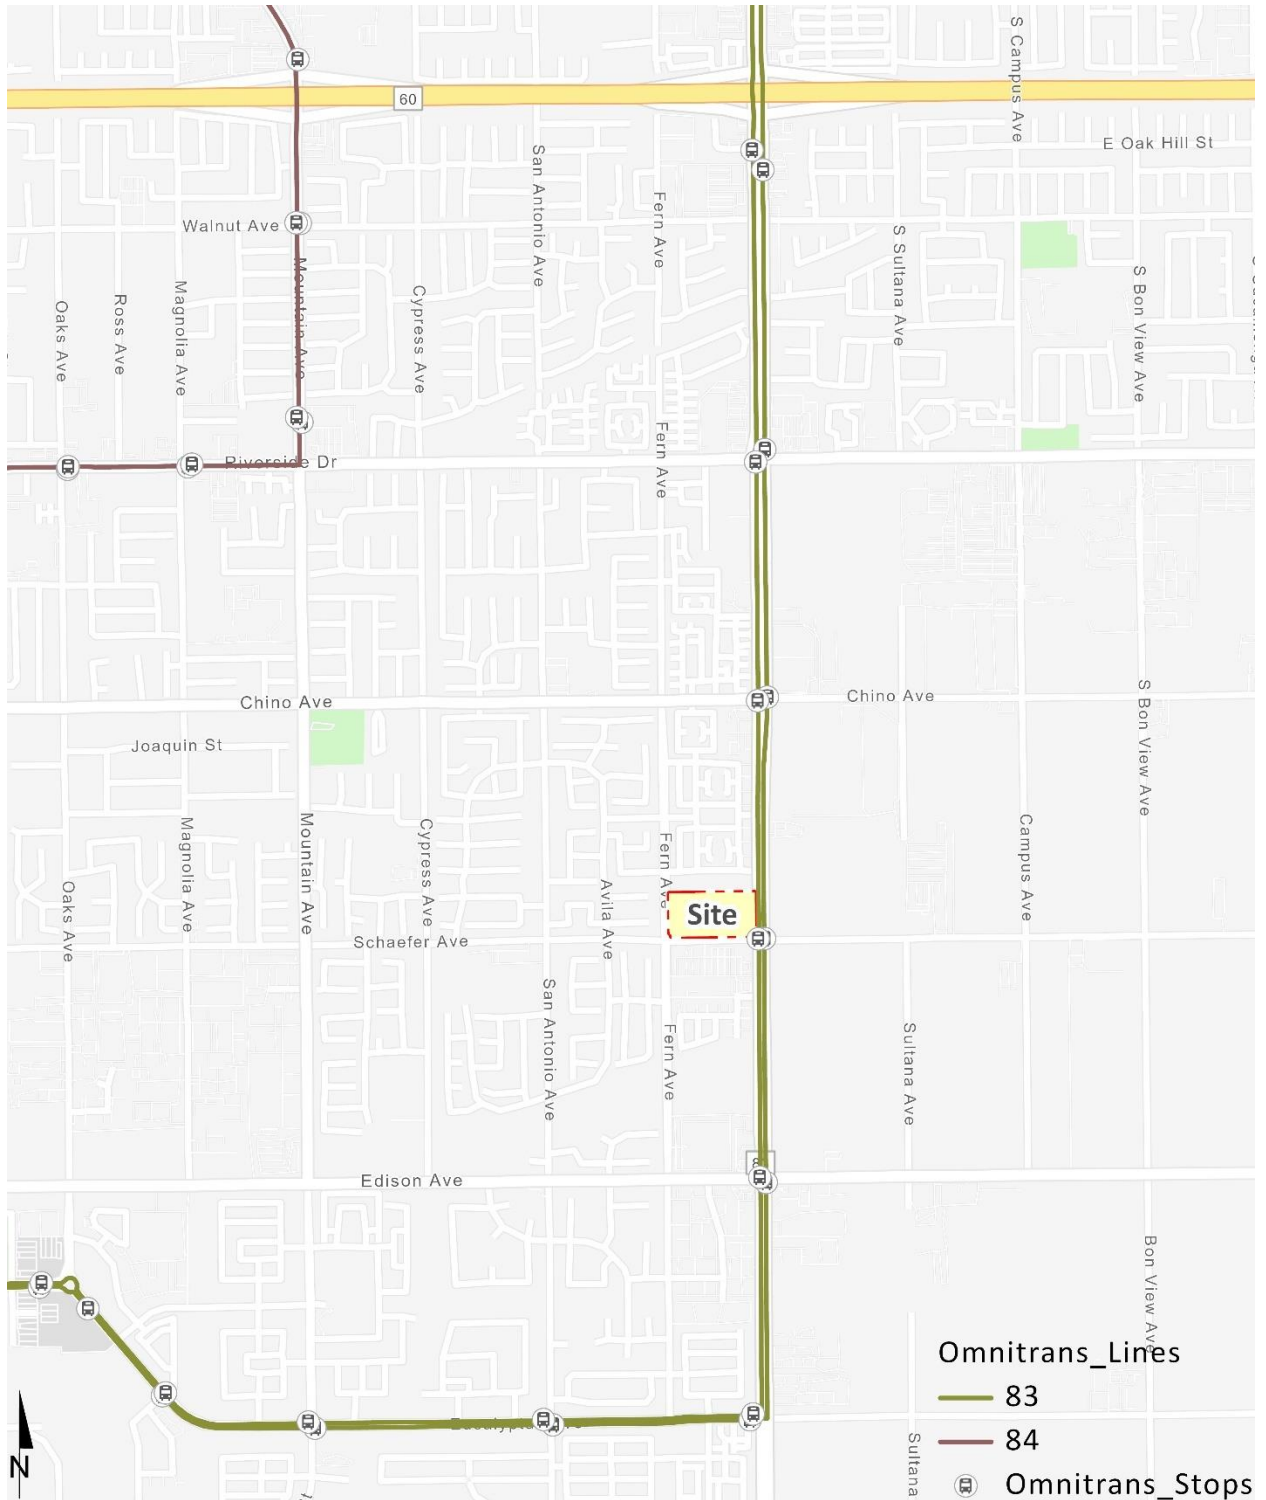 S Campus Ave
60
E Oak Hill St
San Antonio Ave
Fern Ave
Walnut Ave
S Sultana Ave
Mountain Ave
S Bon View Ave
Magnolia Ave
Cypress Ave
Ross Ave
Oaks Ave
Fern Ave
Riverside Dr
Chino Ave
Chino Ave
S Bon View Ave
Joaquin St
Magnolia Ave
Mountain Ave
Cypress Ave
Campus Ave
Fern Ave
Oaks Ave
Avila Ave
Site
Schaefer Ave
San Antonio Ave
Fern Ave
Sultana Ave
Edison Ave
Bon View Ave
Omnitrans_Lines
83
84
Omnitrans_Stops
Sultana
N